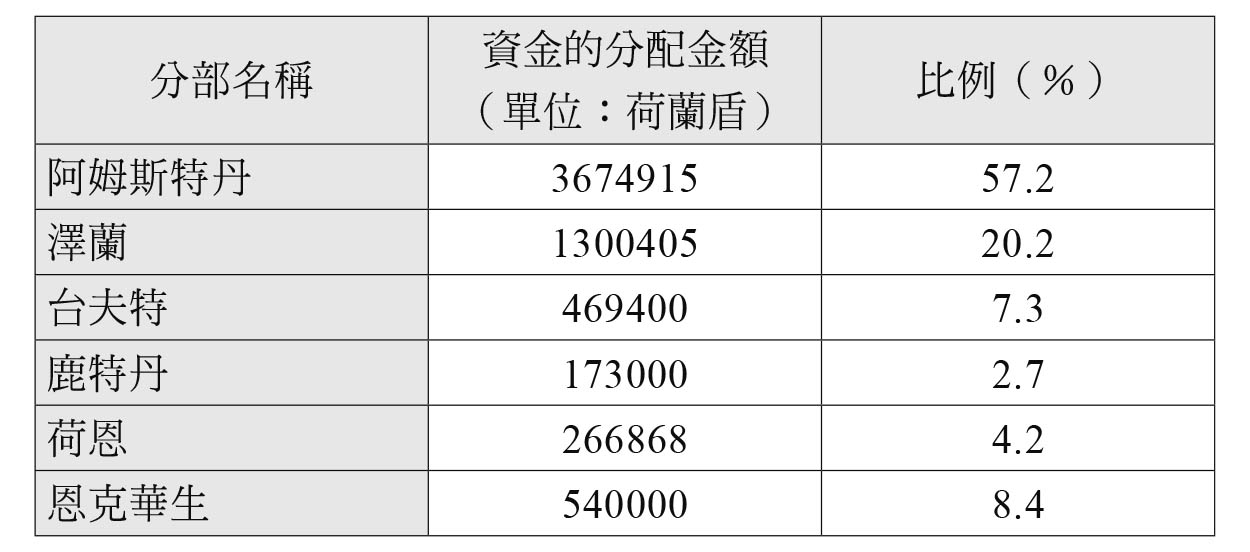 分部名稱 資金的分配金額 比例（％）
（單位：荷蘭盾）
阿姆斯特丹 3674915 57.2
澤蘭 1300405 20.2
台夫特 469400 7.3
鹿特丹 173000 2.7
荷恩 266868 4.2
恩克華生 540000 8.4